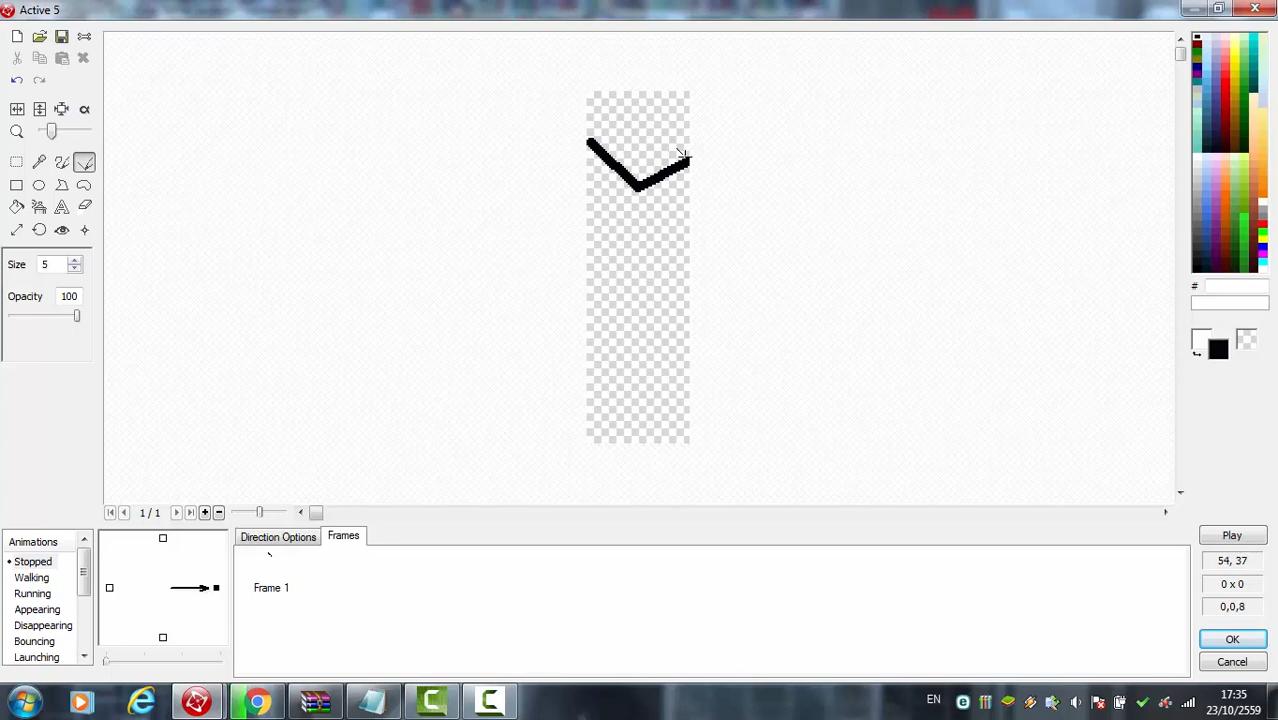 Active 5
Size 5
Opacity 100
#
1 / 1
Animations
Stopped
Walking
Running
Appearing
Disappearing
Bouncing
Launching
Direction Options
Frames
Frame 1
Play
54, 37
0 x 0
0,0,8
OK
Cancel
EN
17:35
23/10/2559